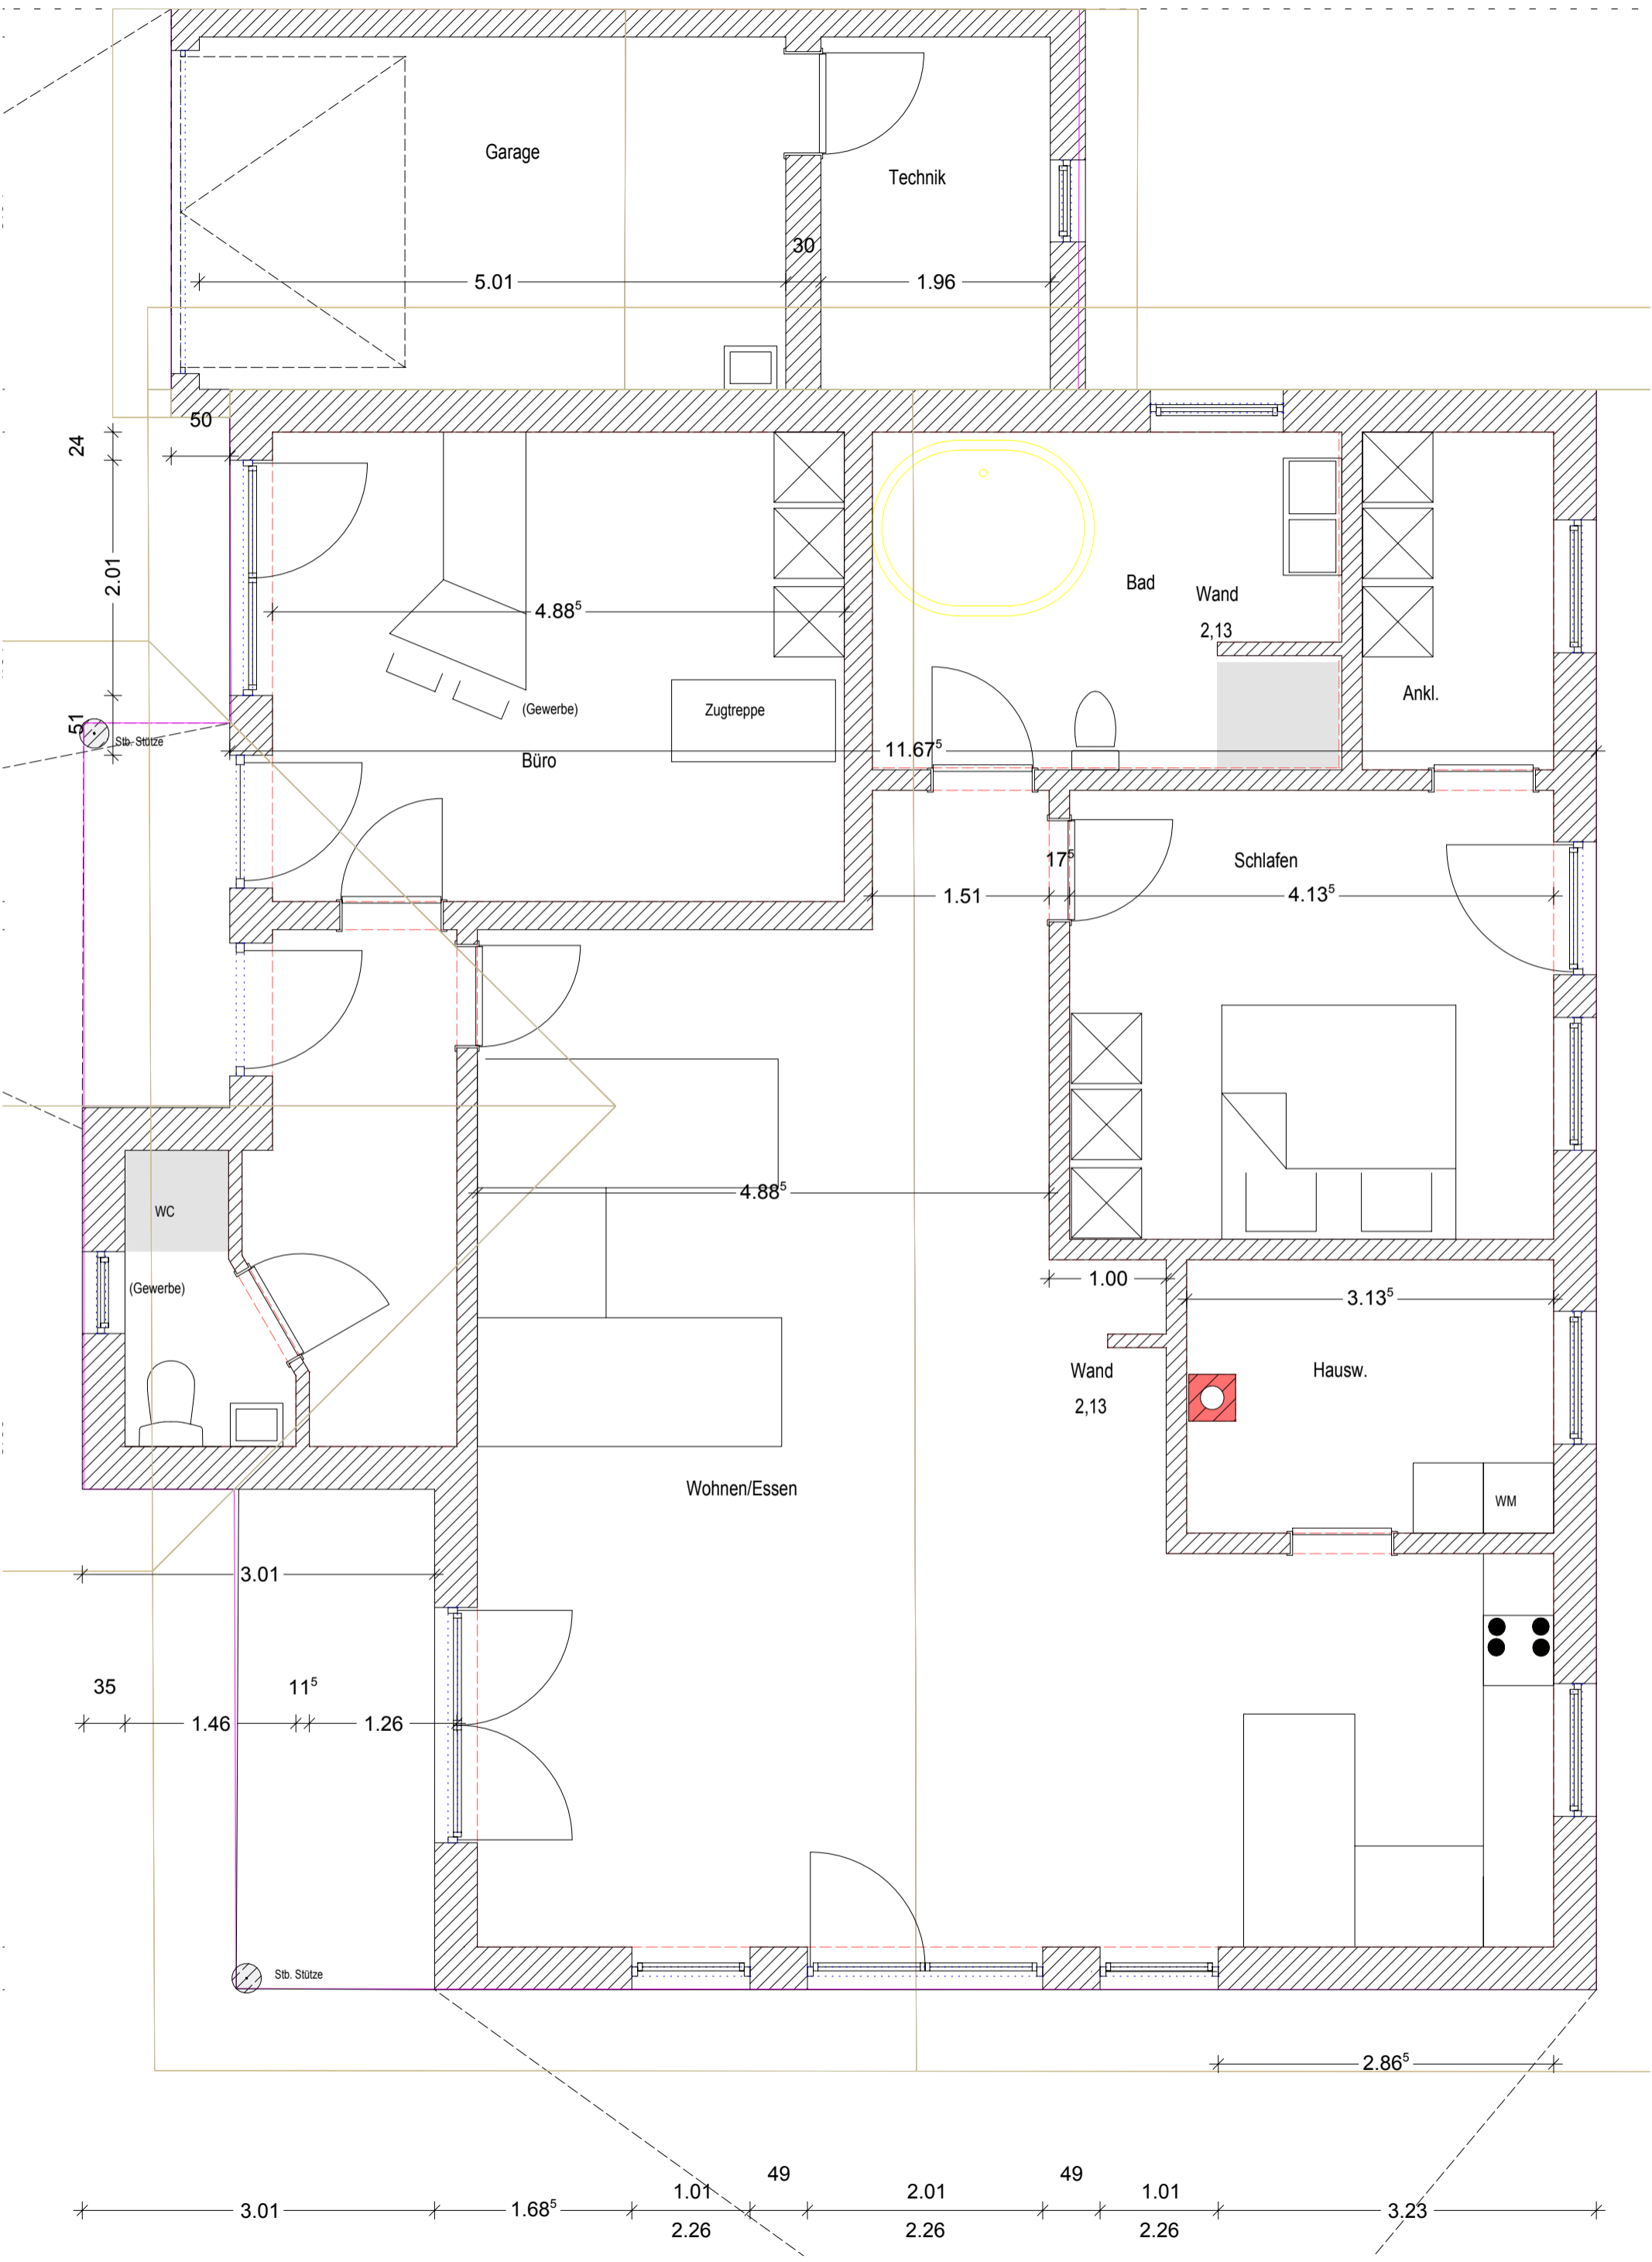 Garage
Technik
30
5.01
1.96
50
24
2.01
Bad
Wand
2,13
4.88⁵
Ankl.
(Gewerbe)
Zugtreppe
51
Stb. Stütze
11.67⁵
Büro
17⁵
Schlafen
1.51
4.13⁵
4.88⁵
WC
1.00
(Gewerbe)
3.13⁵
Wand
2,13
Hausw.
Wohnen/Essen
WM
3.01
35
11⁵
1.46
1.26
Stb. Stütze
2.86⁵
49
49
1.01
2.01
1.01
3.01
1.68⁵
3.23
2.26
2.26
2.26